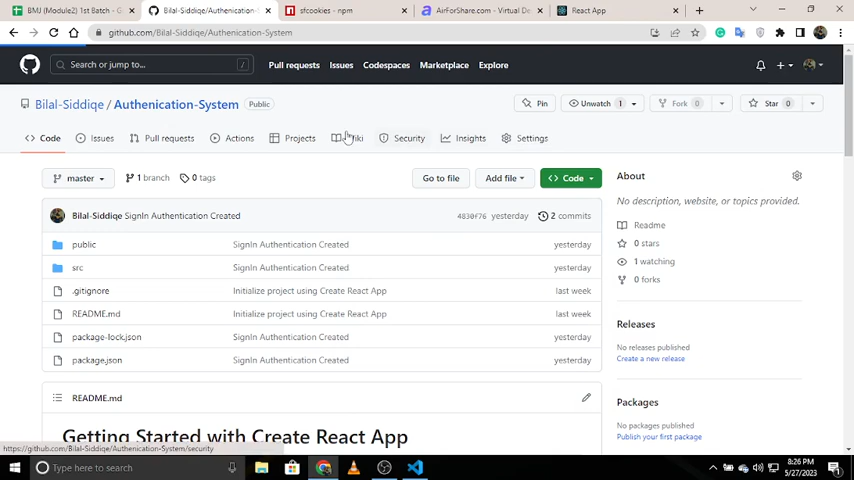 BMJ (Module2) 1st Batch - G
Bilal-Siddiqe/Authenication-Syst
sfcookies - npm
AirForShare.com - Virtual De
React App
github.com/Bilal-Siddiqe/Authenication-System
Search or jump to... /
Pull requests Issues Codespaces Marketplace Explore
Bilal-Siddiqe / Authenication-System Public
Pin Unwatch 1 Fork 0 Star 0
Code Issues Pull requests Actions Projects Wiki Security Insights Settings
master 1 branch 0 tags Go to file Add file Code
Bilal-Siddiqe SignIn Authentication Created 4830f76 yesterday 2 commits
public SignIn Authentication Created yesterday
src SignIn Authentication Created yesterday
.gitignore Initialize project using Create React App last week
README.md Initialize project using Create React App last week
package-lock.json SignIn Authentication Created yesterday
package.json SignIn Authentication Created yesterday
README.md
Getting Started with Create React App
About
No description, website, or topics provided.
Readme
0 stars
1 watching
0 forks
Releases
No releases published
Create a new release
Packages
No packages published
Publish your first package
https://github.com/Bilal-Siddiqe/Authenication-System/security
Type here to search
8:26 PM
5/27/2023